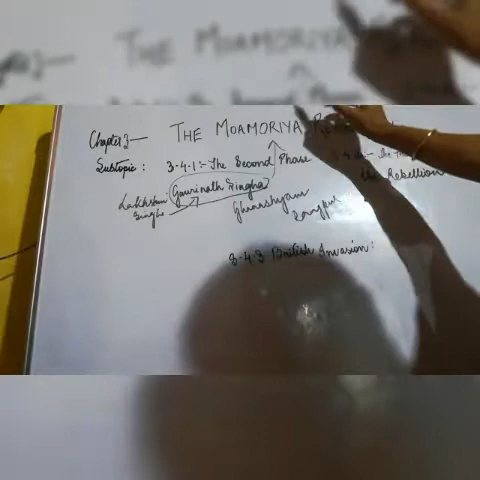 Chapter 3 — THE MOAMORIYA
Subtopic: 3.4.1:- The Second Phase
the Rebellion
Lakshmi Singha
Gaurinath Singha
Ghanashyam
3.4.3 British Invasion: